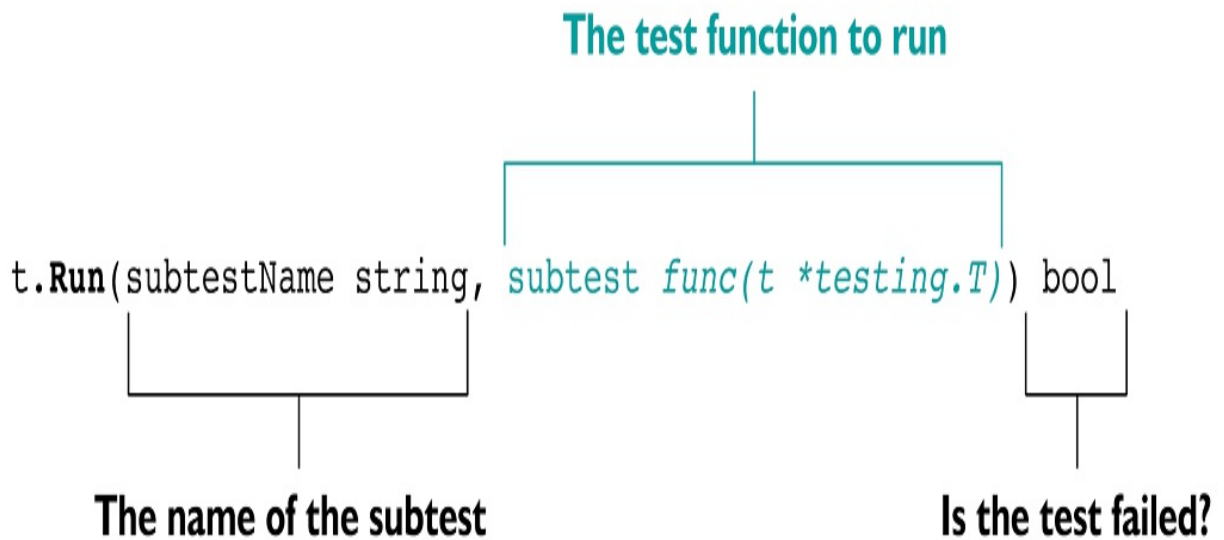 The test function to run
t.Run(subtestName string, subtest func(t *testing.T)) bool
The name of the subtest
Is the test failed?